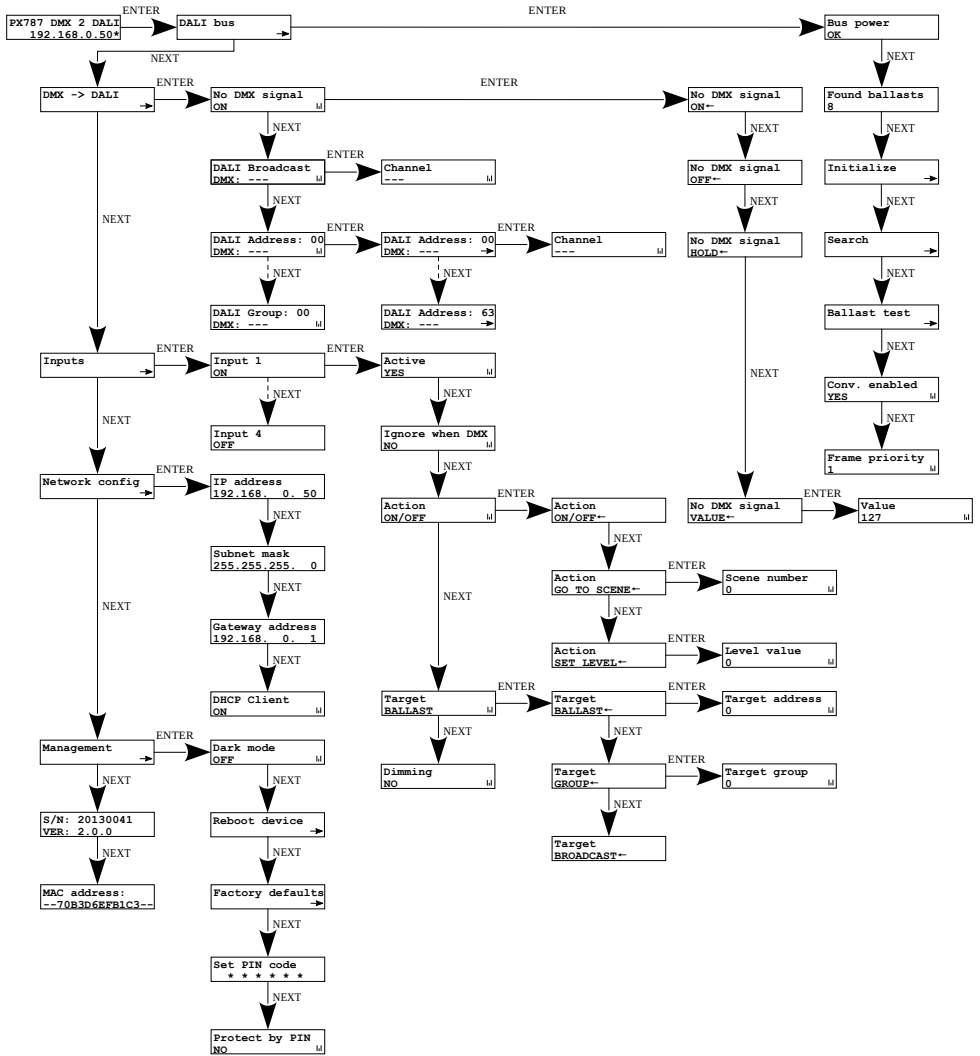 ENTER
ENTER
PX787 DMX 2 DALI
192.168.0.50*
DALI bus
Bus power
OK
NEXT
NEXT
ENTER
ENTER
DMX -> DALI
No DMX signal
ON
No DMX signal
ON←
Found ballasts
8
NEXT
NEXT
NEXT
ENTER
DALI Broadcast
DMX: ---
Channel
---
No DMX signal
OFF←
Initialize
NEXT
NEXT
NEXT
NEXT
ENTER
ENTER
DALI Address: 00
DMX: ---
DALI Address: 00
DMX: ---
Channel
---
No DMX signal
HOLD←
Search
NEXT
NEXT
NEXT
DALI Group: 00
DMX: ---
DALI Address: 63
DMX: ---
Ballast test
ENTER
ENTER
NEXT
Inputs
Input 1
ON
Active
YES
NEXT
Conv. enabled
YES
NEXT
NEXT
NEXT
NEXT
Input 4
OFF
Ignore when DMX
NO
Frame priority
1
ENTER
NEXT
Network config
IP address
192.168.  0. 50
ENTER
ENTER
Action
ON/OFF
Action
ON/OFF←
No DMX signal
VALUE←
Value
127
NEXT
NEXT
Subnet mask
255.255.255.  0
ENTER
Action
GO TO SCENE←
Scene number
0
NEXT
NEXT
NEXT
NEXT
Gateway address
192.168.  0.  1
ENTER
Action
SET LEVEL←
Level value
0
NEXT
ENTER
ENTER
DHCP Client
ON
Target
BALLAST
Target
BALLAST←
Target address
0
ENTER
NEXT
NEXT
Management
Dark mode
OFF
ENTER
Dimming
NO
Target
GROUP←
Target group
0
NEXT
NEXT
S/N: 20130041
VER: 2.0.0
Reboot device
Target
BROADCAST←
NEXT
NEXT
MAC address:
--70B3D6EFB1C3--
Factory defaults
NEXT
Set PIN code
* * * * * *
NEXT
Protect by PIN
NO